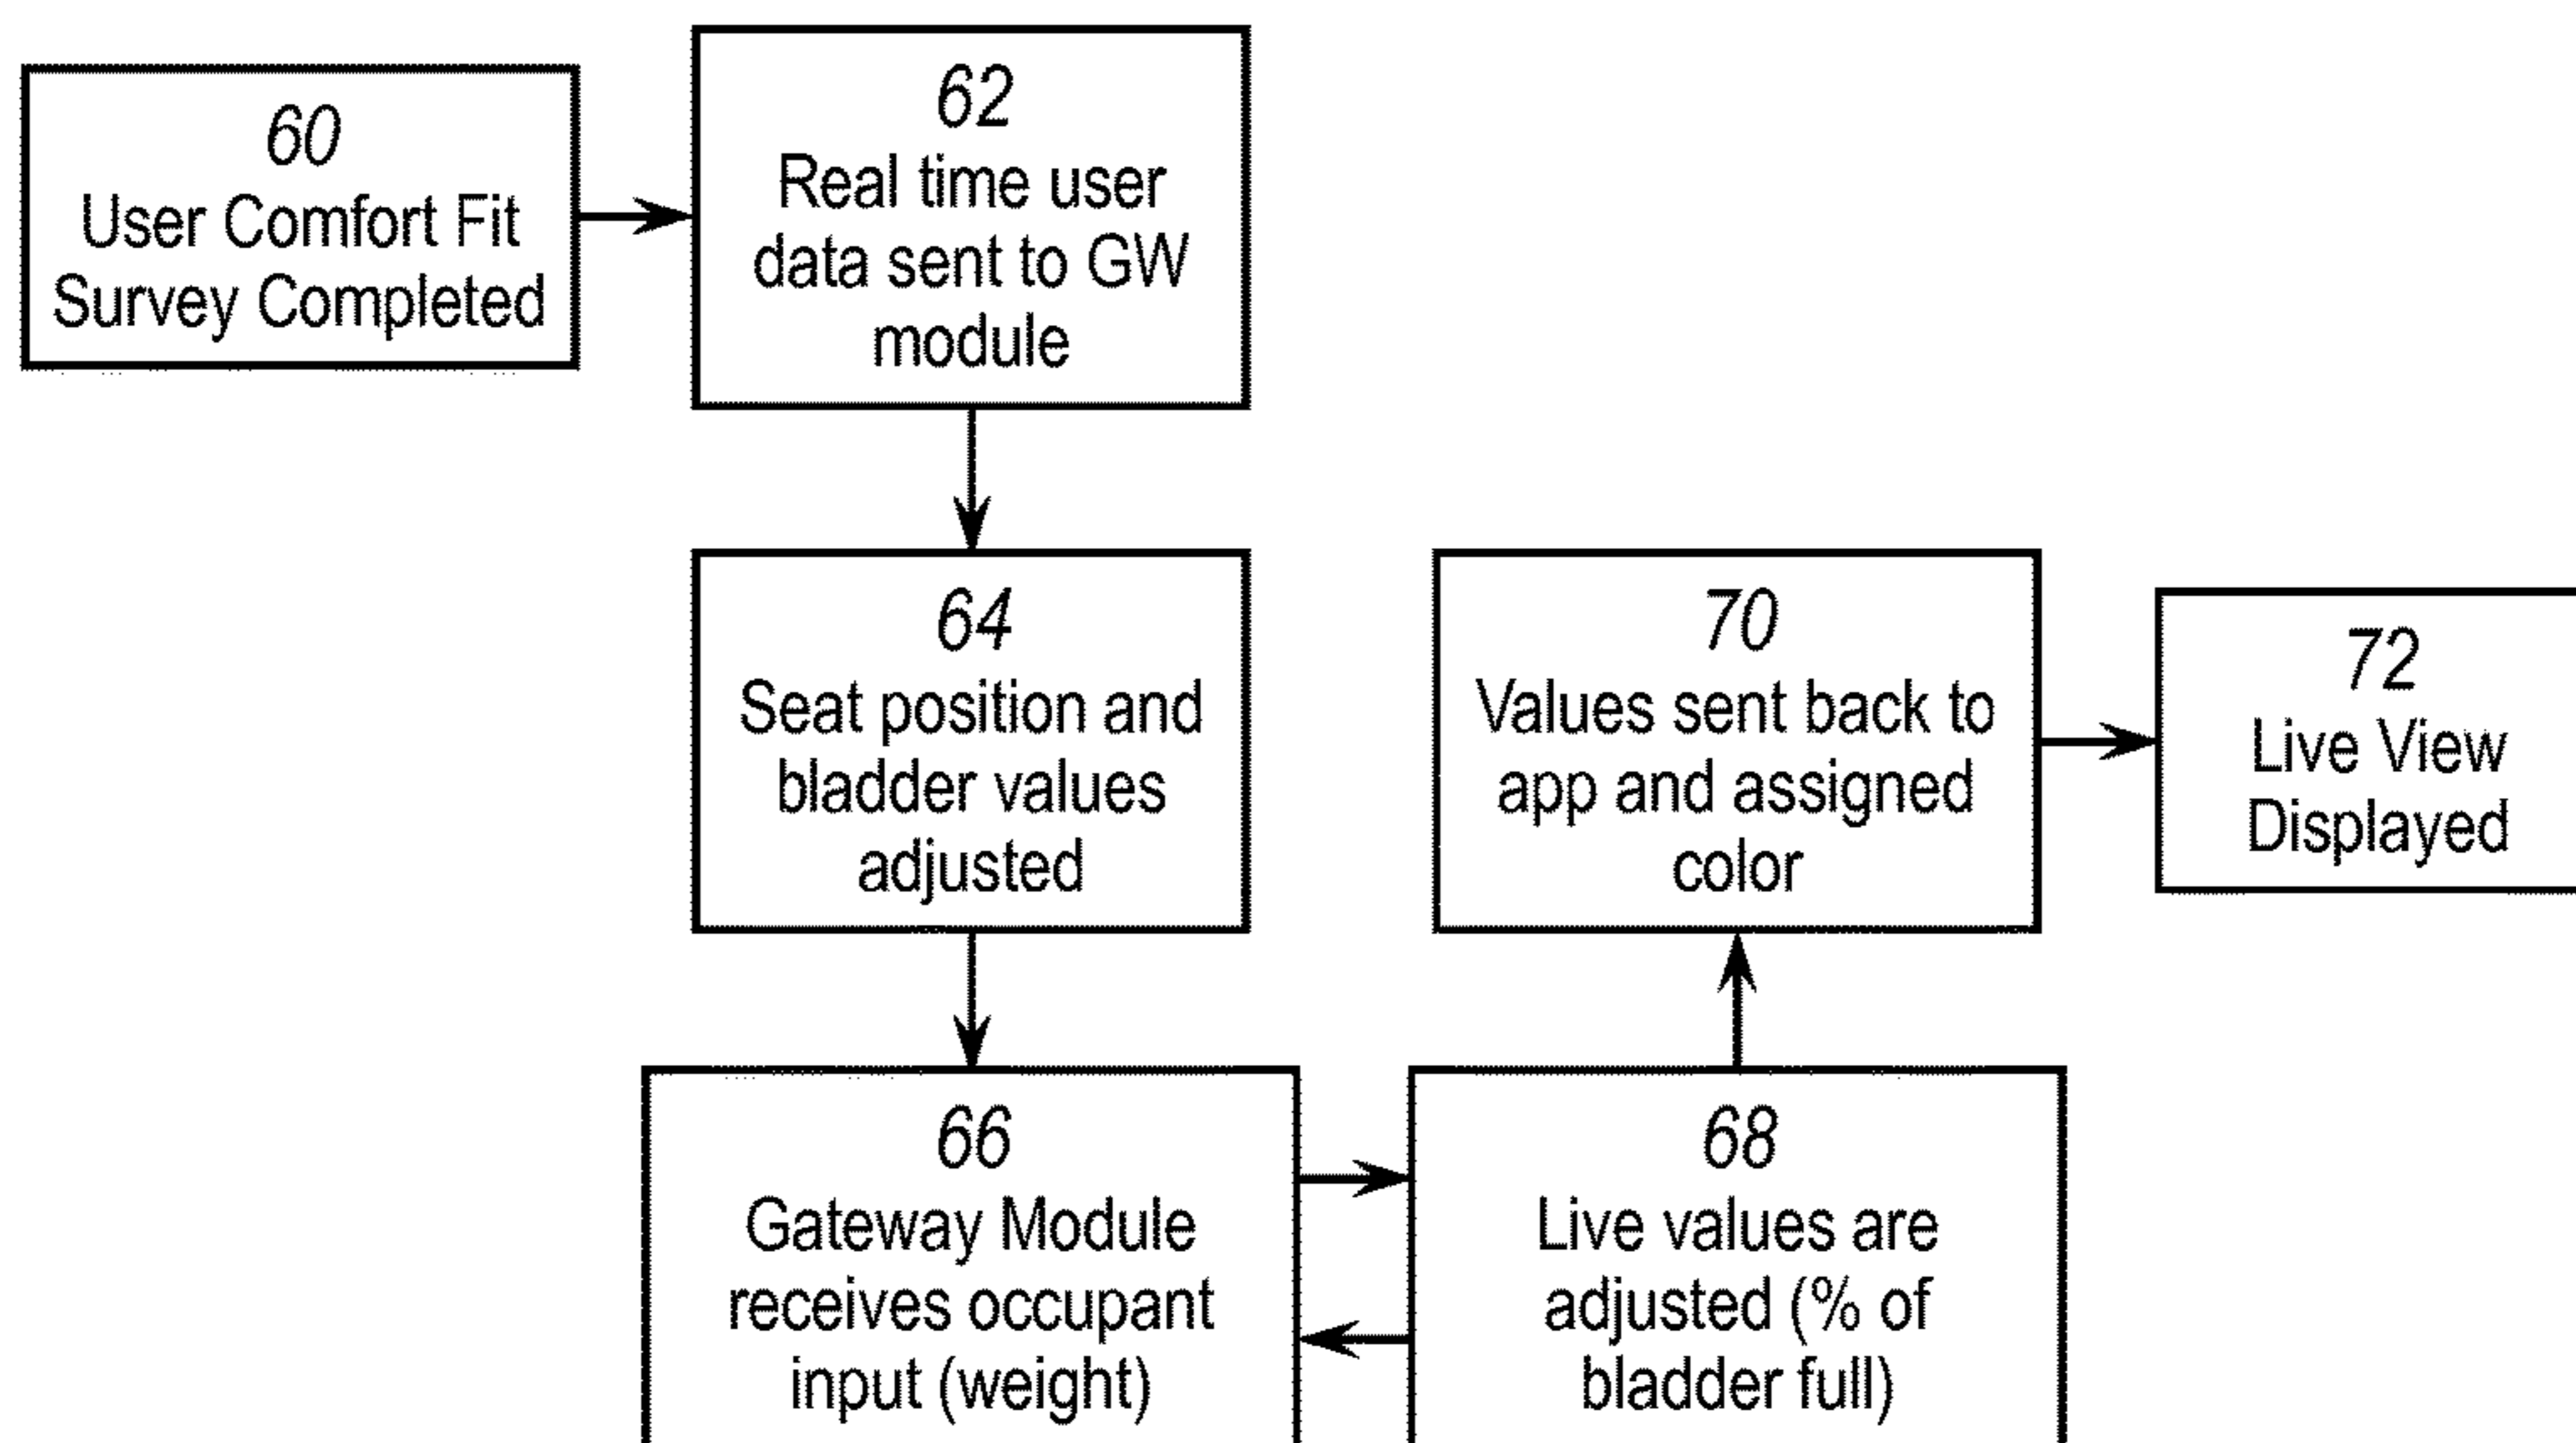 60
User Comfort Fit
Survey Completed
62
Real time user
data sent to GW
module
64
Seat position and
bladder values
adjusted
66
Gateway Module
receives occupant
input (weight)
68
Live values are
adjusted (% of
bladder full)
70
Values sent back to
app and assigned
color
72
Live View
Displayed